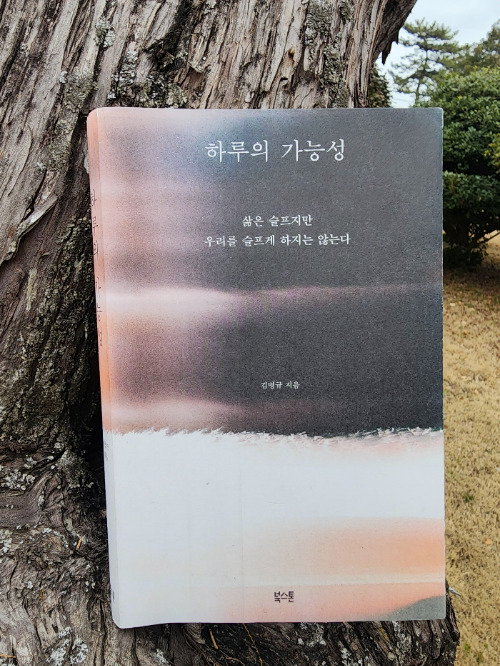 하루의 가능성
삶은 슬프지만
우리를 슬프게 하지는 않는다
김병규 지음
북스톤